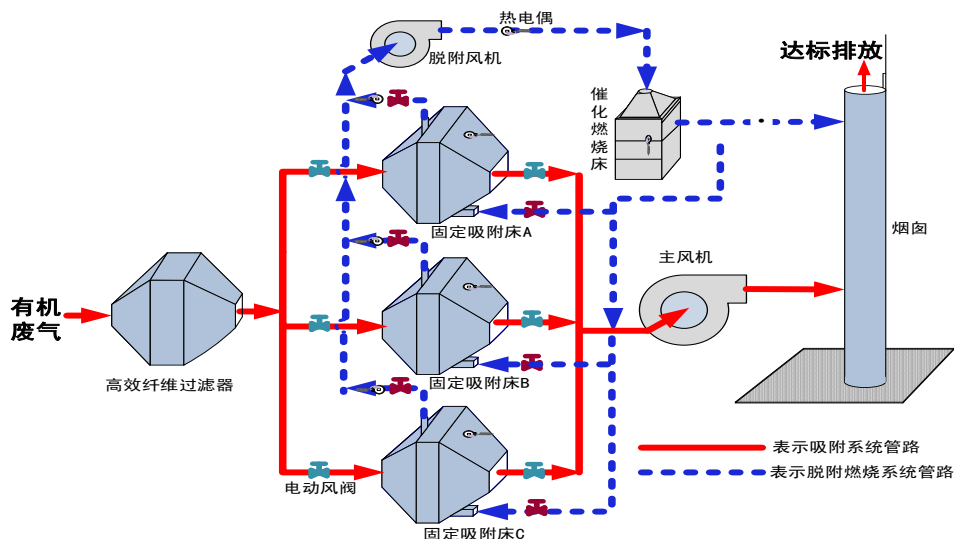 热电偶
脱附风机
达标排放
催化燃烧床
固定吸附床A
烟囱
主风机
有机
废气
高效纤维过滤器
固定吸附床B
电动风阀
固定吸附床C
表示吸附系统管路
表示脱附燃烧系统管路